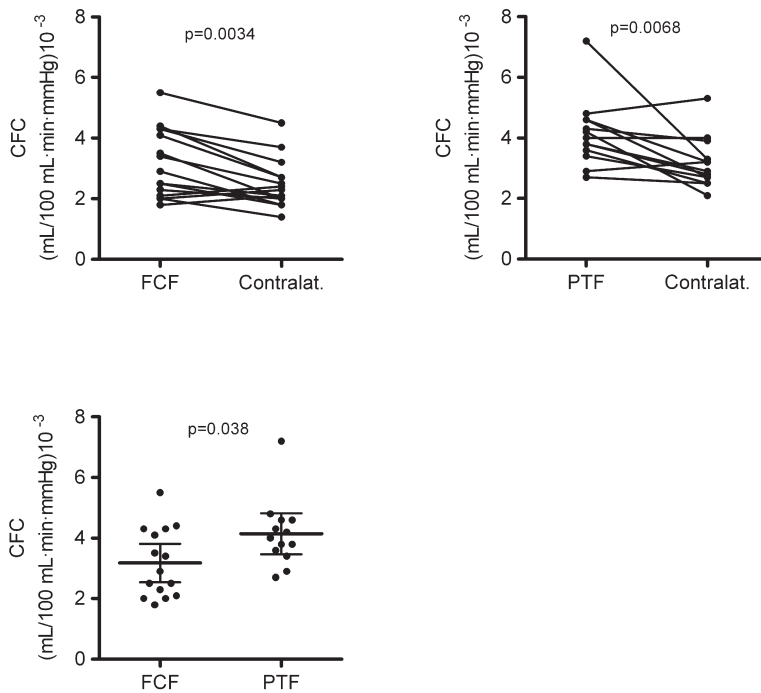 8
6
4
2
0
CFC
(mL/100 mL·min·mmHg)10 -3
p=0.0034
FCF Contralat.
8
6
4
2
0
CFC
(mL/100 mL·min·mmHg)10 -3
p=0.0068
PTF Contralat.
8
6
4
2
0
CFC
(mL/100 mL·min·mmHg)10 -3
p=0.038
FCF PTF